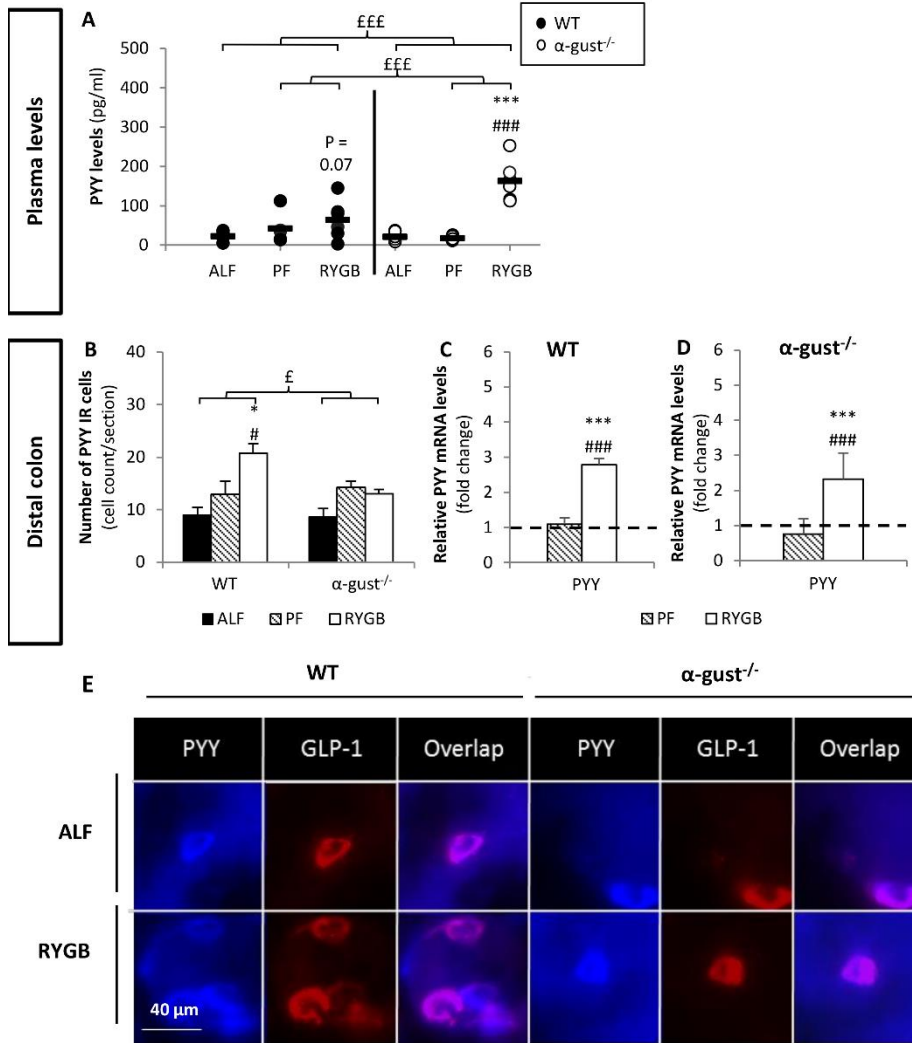 Plasma levels
A
££££
£££
WT
α-gust-/-
500
400
300
200
100
0
PYY levels (pg/ml)
P =
0.07
***
###
ALF PF RYGB ALF PF RYGB
Distal colon
B
40
30
20
10
0
Number of PYY IR cells
(cell count/section)
£
*
#
WT α-gust-/-
ALF PF RYGB
C WT
6
5
4
3
2
1
0
Relative PYY mRNA levels
(fold change)
***
###
PYY
D α-gust-/-
6
5
4
3
2
1
0
Relative PYY mRNA levels
(fold change)
***
###
PYY
PF RYGB
E
WT α-gust-/-
PYY GLP-1 Overlap PYY GLP-1 Overlap
ALF
RYGB
40 µm